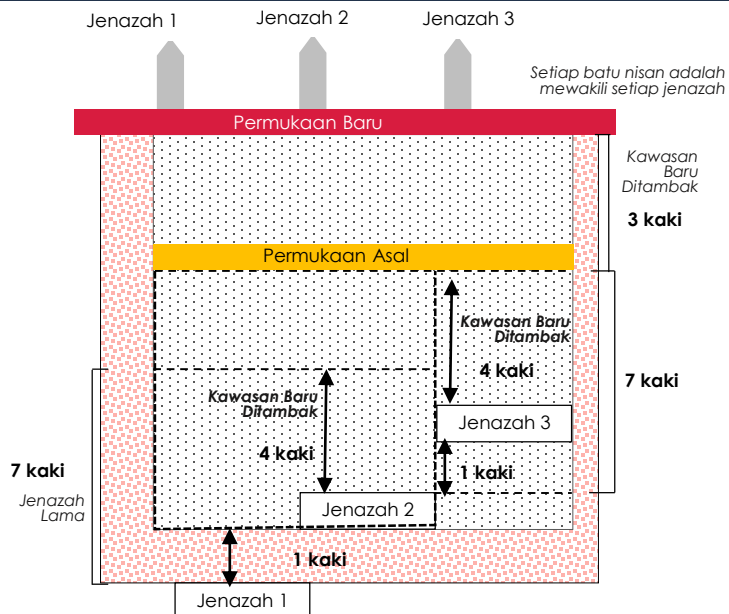 Jenazah 1
Jenazah 2
Jenazah 3
Setiap batu nisan adalah
mewakili setiap jenazah
Permukaan Baru
Kawasan
Baru
Ditambak
3 kaki
Permukaan Asal
Kawasan Baru
Ditambak
4 kaki
7 kaki
Kawasan Baru
Ditambak
4 kaki
Jenazah 3
1 kaki
7 kaki
Jenazah
Lama
Jenazah 2
1 kaki
Jenazah 1